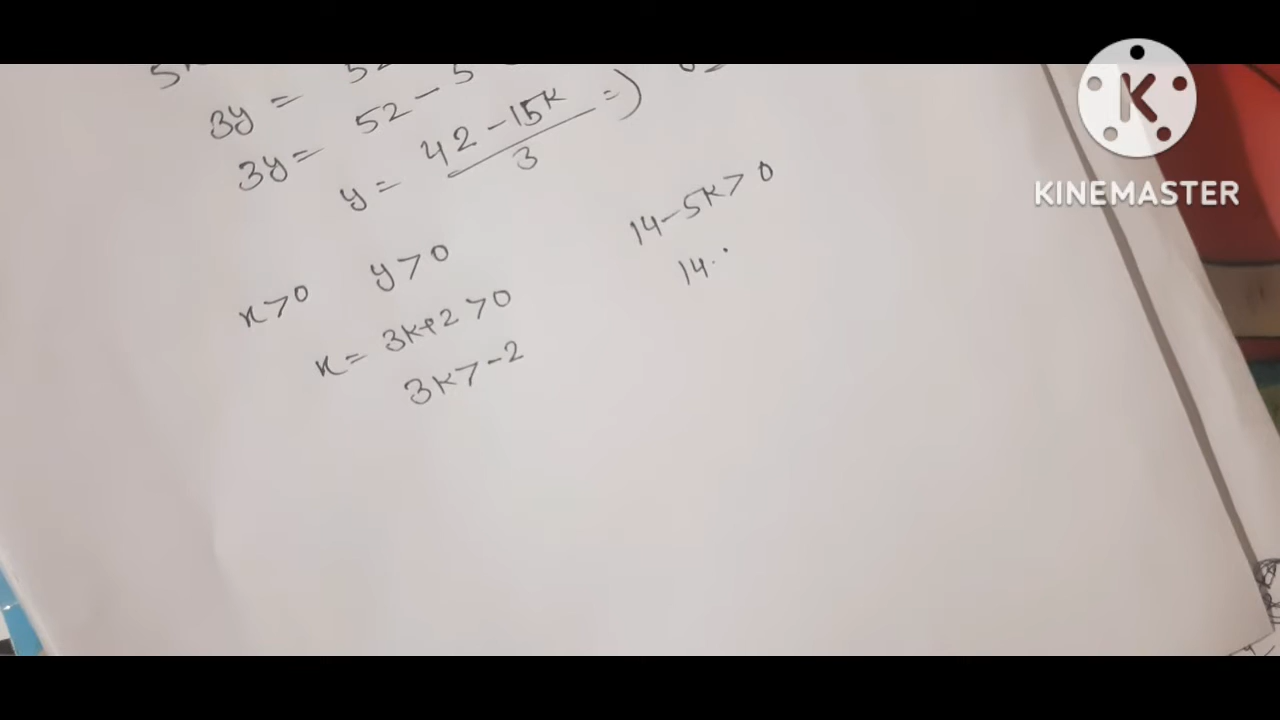 3y = 52
3y = 52 - 5
y = 42 - 15k / 3 =)
x > 0 y > 0
x = 3k+2 > 0
3k > -2
14 - 5k > 0
14
KINEMASTER